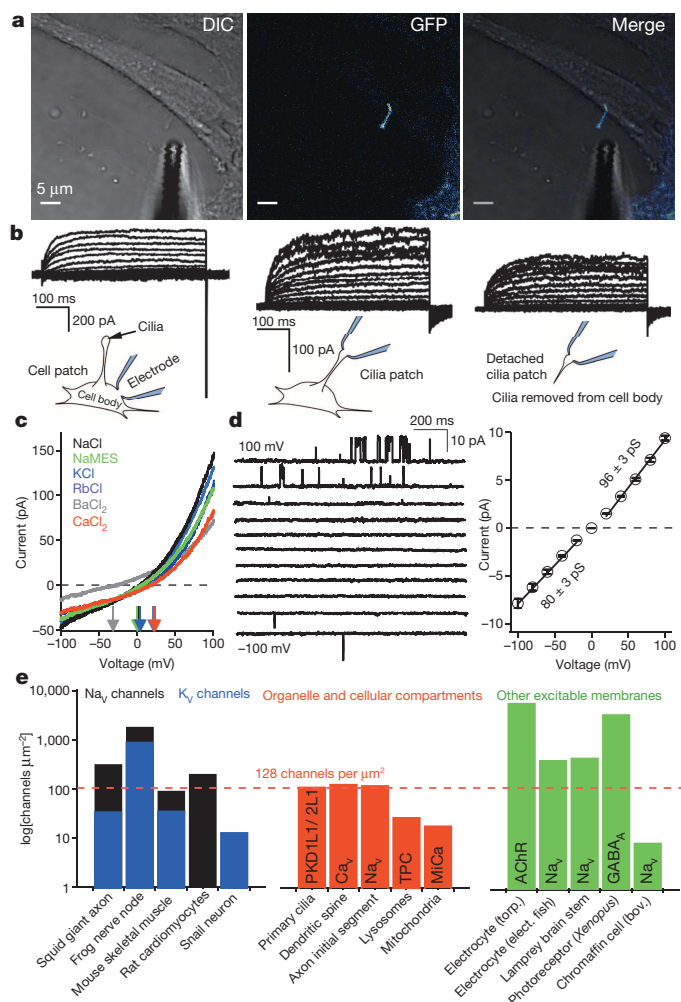 a
DIC
GFP
Merge
5 μm
b
100 ms
200 pA
Cilia
Electrode
Cell patch
Cell body
100 ms
100 pA
Cilia patch
Detached
cilia patch
Cilia removed from cell body
c
NaCl
NaMES
KCl
RbCl
BaCl2
CaCl2
150
100
50
0
−50
Current (pA)
−100
−50
0
50
100
Voltage (mV)
d
200 ms
10 pA
100 mV
−100 mV
96 ± 3 pS
80 ± 3 pS
10
5
0
−5
−10
Current (pA)
−100
−50
0
50
100
Voltage (mV)
e
NaV channels
KV channels
Organelle and cellular compartments
Other excitable membranes
128 channels per μm2
10,000
1,000
100
10
1
log[channels μm−2]
PKD1L1/ 2L1
CaV
NaV
TPC
MiCa
AChR
NaV
NaV
GABAA
NaV
Squid giant axon
Frog nerve node
Mouse skeletal muscle
Rat cardiomyocytes
Snail neuron
Primary cilia
Dendritic spine
Axon initial segment
Lysosomes
Mitochondria
Electrocyte (torp.)
Electrocyte (elect. fish)
Lamprey brain stem
Photoreceptor (Xenopus)
Chromaffin cell (bov.)